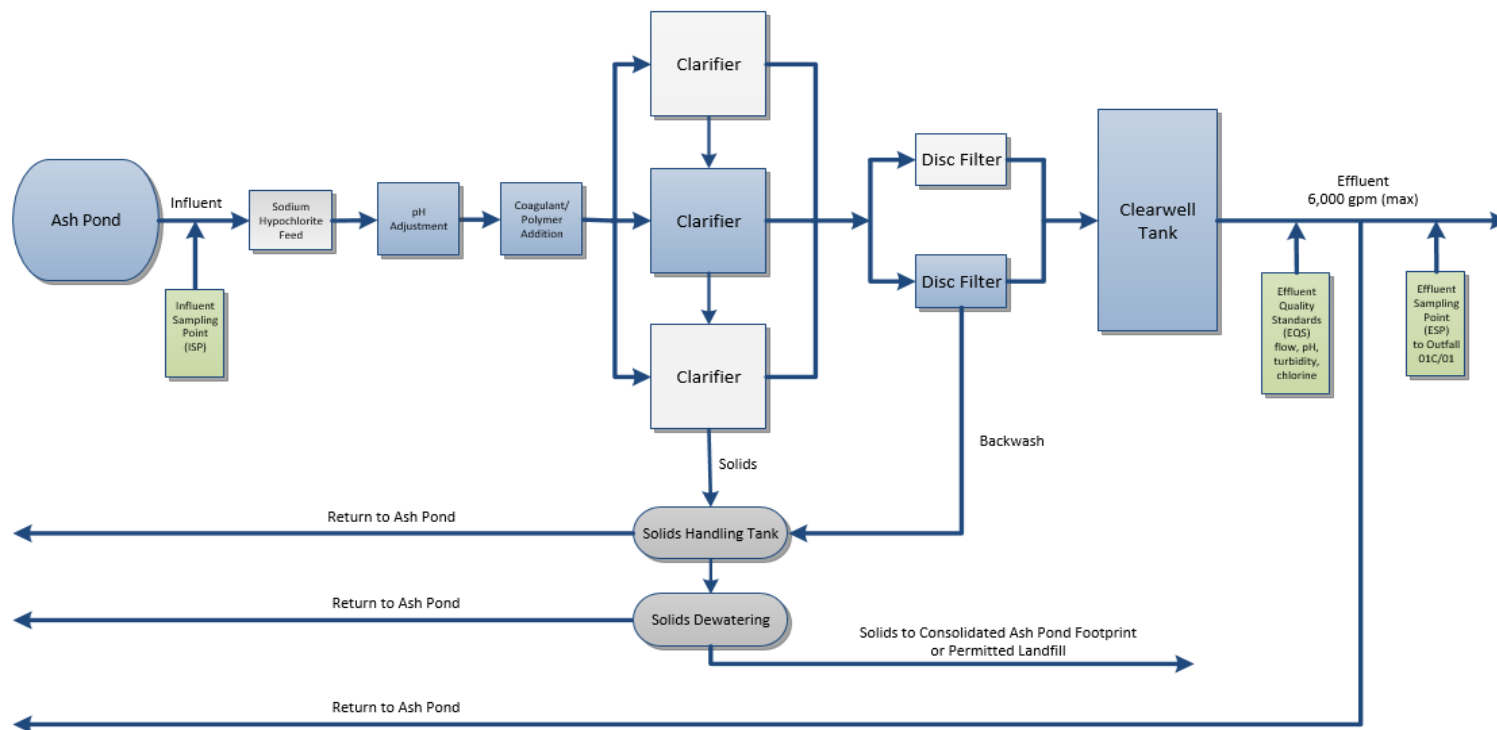 Ash Pond
Influent
Influent
Sampling
Point
(ISP)
Sodium
Hypochlorite
Feed
pH
Adjustment
Coagulant/
Polymer
Addition
Clarifier
Clarifier
Clarifier
Solids
Disc Filter
Disc Filter
Backwash
Clearwell
Tank
Effluent
6,000 gpm (max)
Effluent
Quality
Standards
(EQS)
flow, pH,
turbidity,
chlorine
Effluent
Sampling
Point
(ESP)
to Outfall
01C/01
Return to Ash Pond
Solids Handling Tank
Return to Ash Pond
Solids Dewatering
Solids to Consolidated Ash Pond Footprint
or Permitted Landfill
Return to Ash Pond